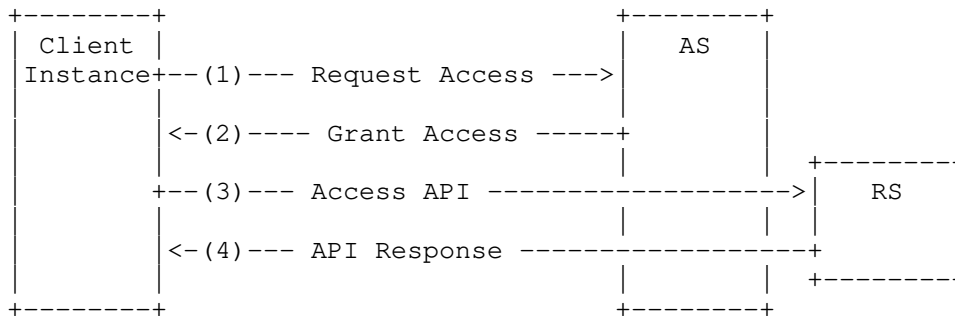 Client AS
Instance (1) Request Access
(2) Grant Access
(3) Access API RS
(4) API Response